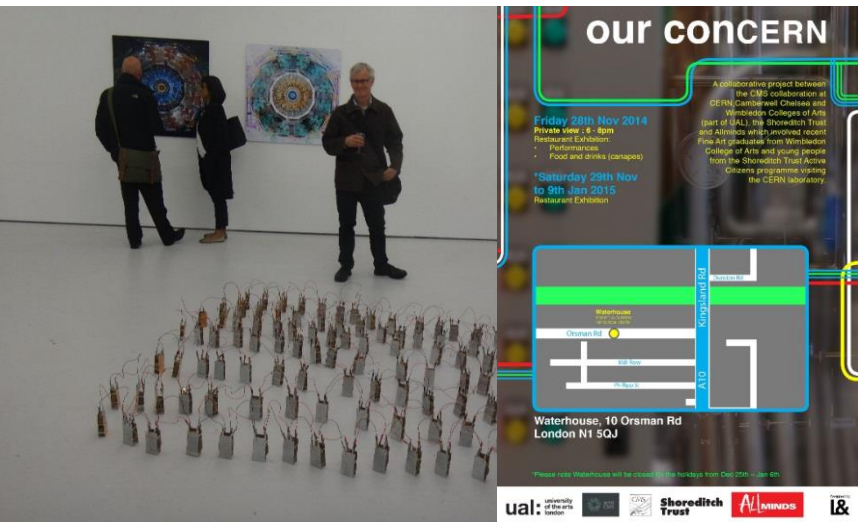 our conCERN
A collaborative project between
the CMS collaboration at
CERN,Camberwell Chelsea and
Wimbledon Colleges of Arts
(part of UAL), the Shoreditch Trust
and Allminds which involved recent
Fine Art graduates from Wimbledon
College of Arts and young people
from the Shoreditch Trust Active
Citizens programme visiting
the CERN laboratory.
Friday 28th Nov 2014
Private view : 6 - 8pm
Restaurant Exhibition:
• Performances
• Food and drinks (canapes)
*Saturday 29th Nov
to 9th Jan 2015
Restaurant Exhibition
Kingsland Rd
Waterhouse
Orsman Rd
Mill Row
Phillipp St
A10
Waterhouse, 10 Orsman Rd
London N1 5QJ
*Please note Waterhouse will be closed for the holidays from Dec 25th – Jan 6th
ual: university
of the arts
london
CMS
Shoreditch
Trust
ALLMINDS
I&